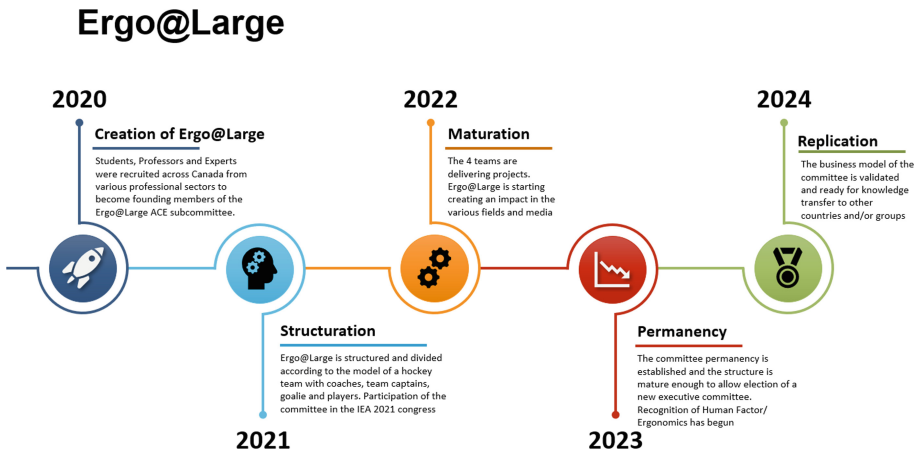 Ergo@Large
2020
Creation of Ergo@Large
Students, Professors and Experts
were recruited across Canada from
various professional sectors to
become founding members of the
Ergo@Large ACE subcommittee.
Structuration
Ergo@Large is structured and divided
according to the model of a hockey
team with coaches, team captains,
goalie and players. Participation of the
committee in the IEA 2021 congress
2021
2022
Maturation
The 4 teams are
delivering projects.
Ergo@Large is starting
creating an impact in the
various fields and media
Permanency
The committee permanency is
established and the structure is
mature enough to allow election of a
new executive committee.
Recognition of Human Factor/
Ergonomics has begun
2023
2024
Replication
The business model of the
committee is validated
and ready for knowledge
transfer to other
countries and/or groups